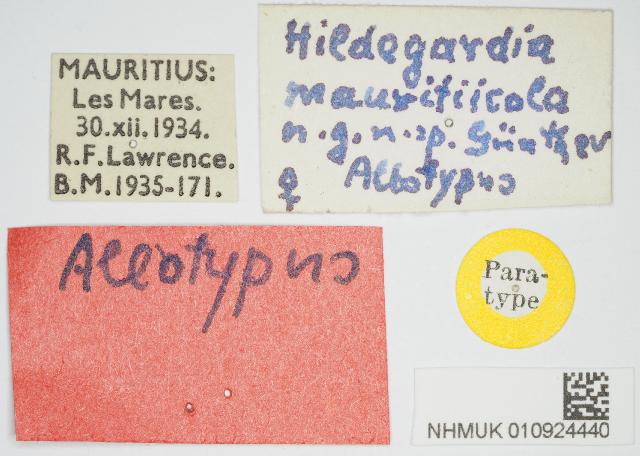 MAURITIUS:
Les Mares.
30.xii.1934.
R.F.Lawrence.
B.M.1935-171.
Hildegardia
mauritiicola
n.g.n.sp. Günther
♀ Allotypus
Allotypus
Para-
type
NHMUK 010924440